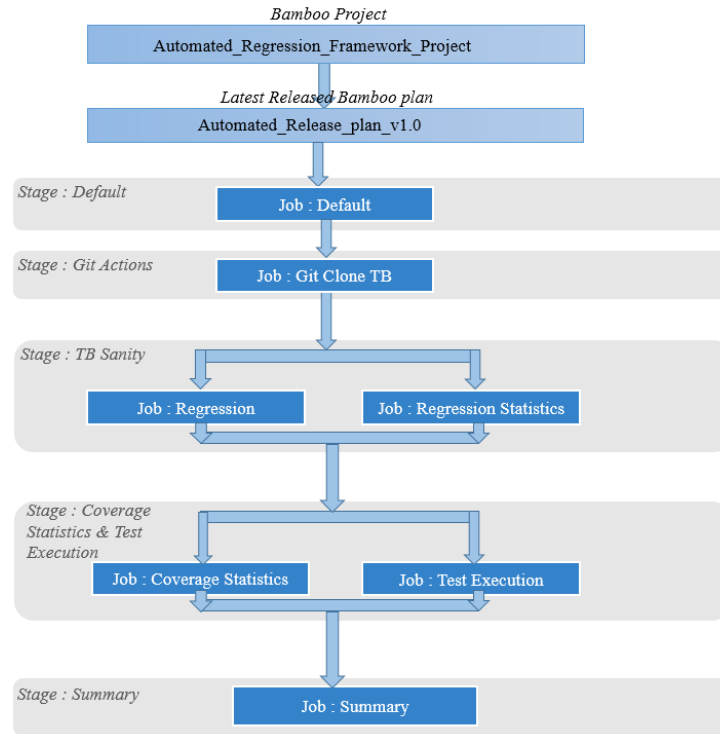 Bamboo Project
Automated_Regression_Framework_Project
Latest Released Bamboo plan
Automated_Release_plan_v1.0
Stage : Default
Job : Default
Stage : Git Actions
Job : Git Clone TB
Stage : TB Sanity
Job : Regression
Job : Regression Statistics
Stage : Coverage
Statistics & Test
Execution
Job : Coverage Statistics
Job : Test Execution
Stage : Summary
Job : Summary